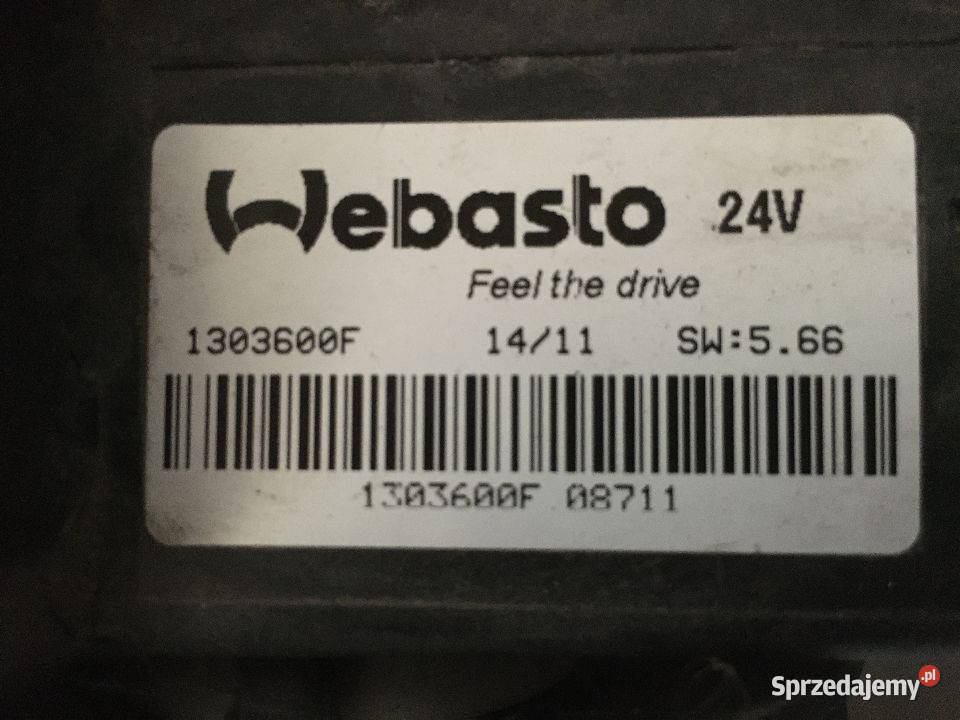 Webasto 24V
Feel the drive
1303600F 14/11 SW:5.66
1303600F 08711
Sprzedajemy.pl